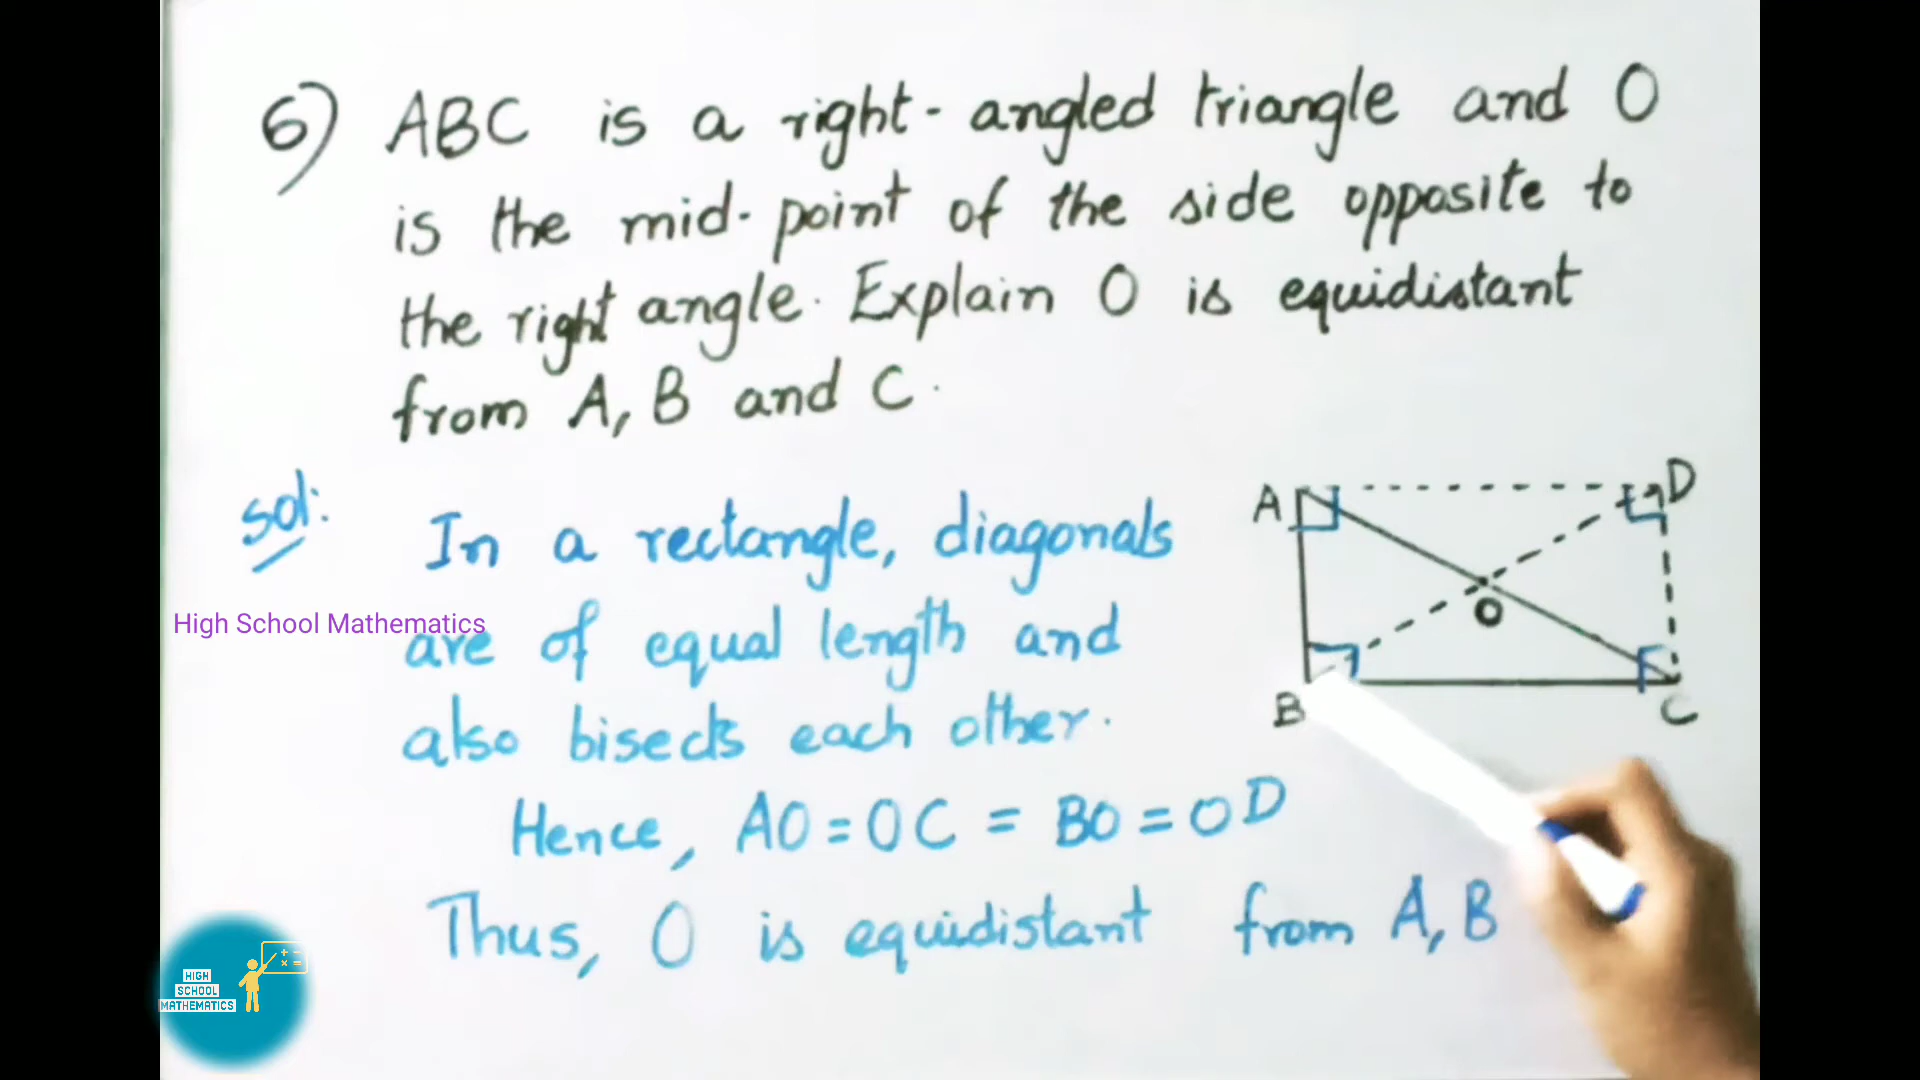 6) ABC is a right-angled triangle and O
is the mid-point of the side opposite to
the right angle. Explain O is equidistant
from A, B and C.
Sol:
In a rectangle, diagonals
are of equal length and
also bisects each other.
Hence, AO = OC = BO = OD
Thus, O is equidistant from A, B
A
D
O
B
C
High School Mathematics
HIGH
SCHOOL
MATHEMATICS
+ -
× =